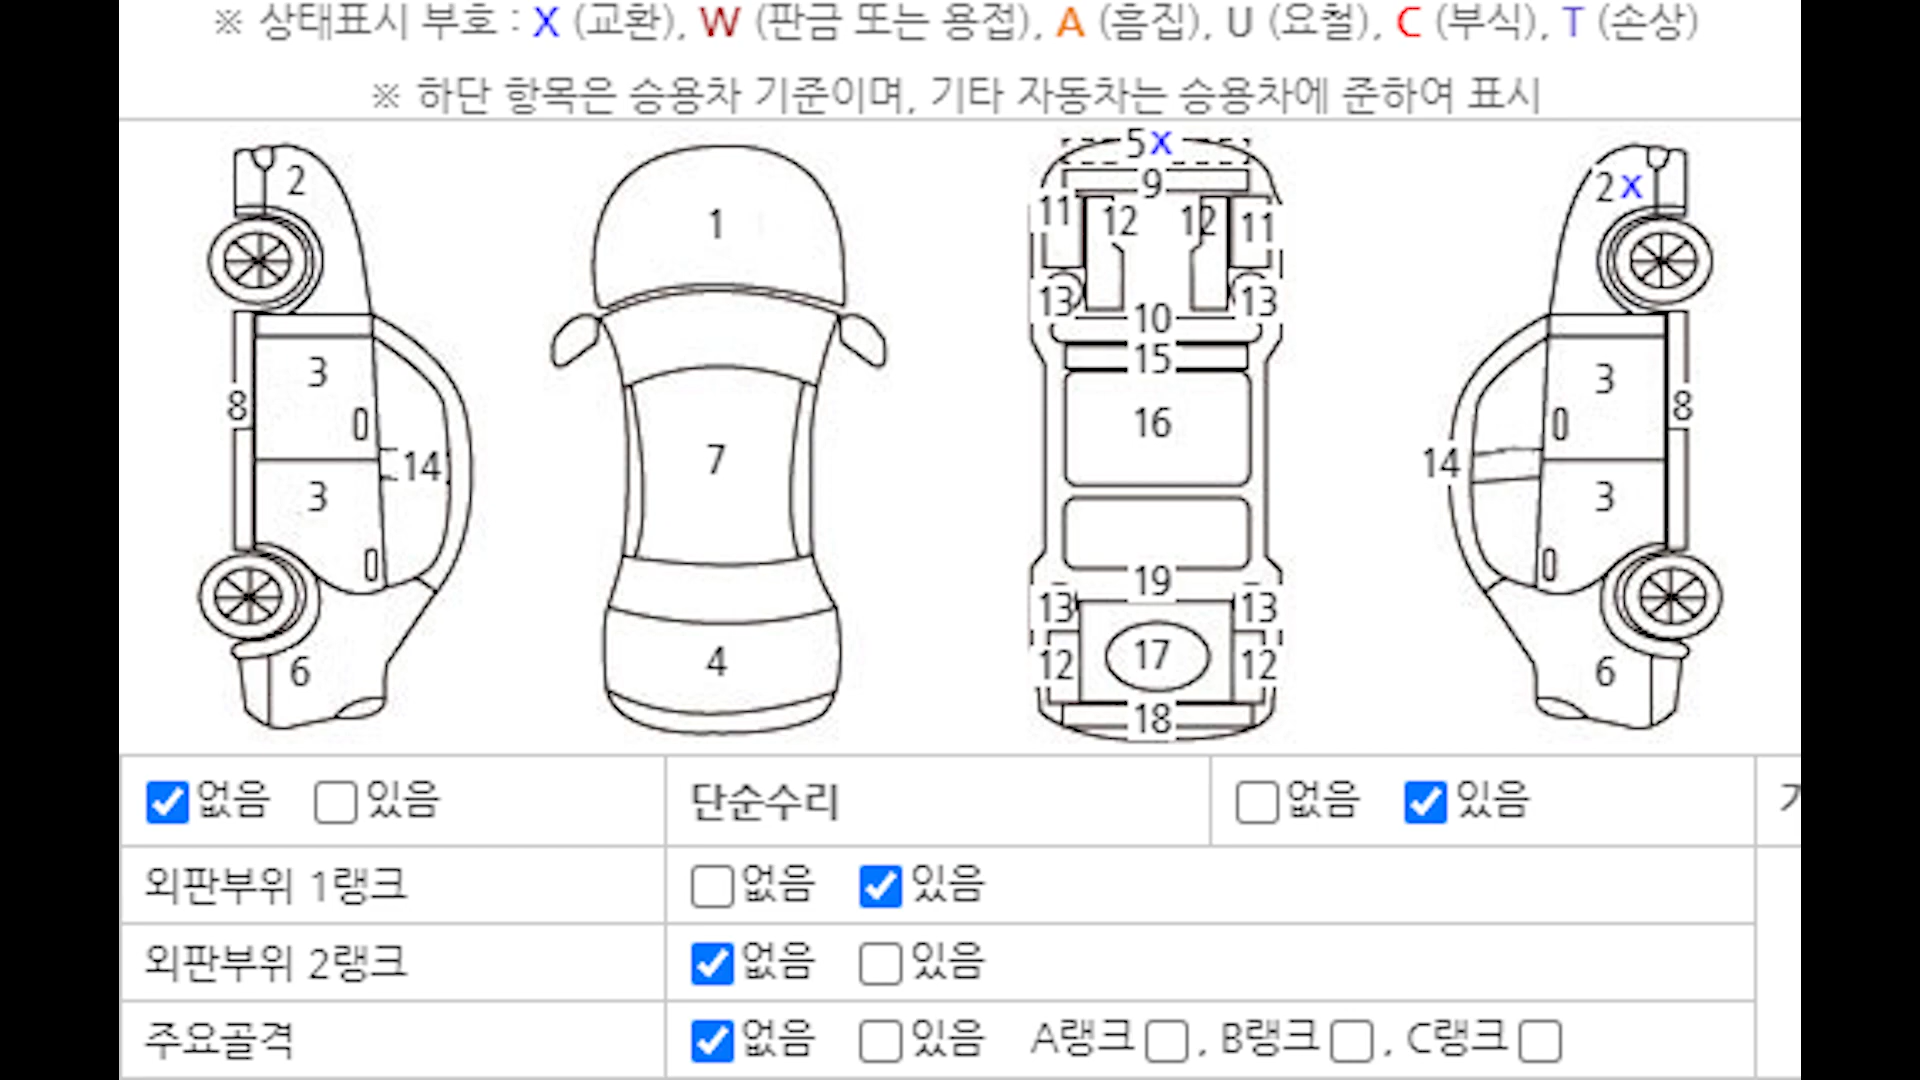 ※ 상태표시 부호 : X (교환), W (판금 또는 용접), A (흠집), U (요철), C (부식), T (손상)
※ 하단 항목은 승용차 기준이며, 기타 자동차는 승용차에 준하여 표시
2
3
8
3
14
6
1
7
4
5X
9
11 12 12 11
13 13
10
15
16
19
13 13
12 17 12
18
2X
3
8
14
3
6
없음 있음 단순수리 없음 있음
외판부위 1랭크 없음 있음
외판부위 2랭크 없음 있음
주요골격 없음 있음 A랭크 , B랭크 , C랭크